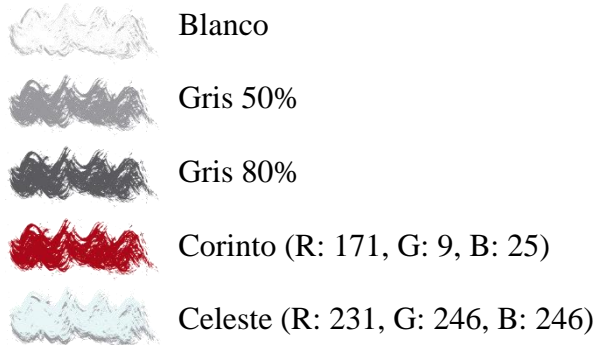 Blanco
Gris 50%
Gris 80%
Corinto (R: 171, G: 9, B: 25)
Celeste (R: 231, G: 246, B: 246)